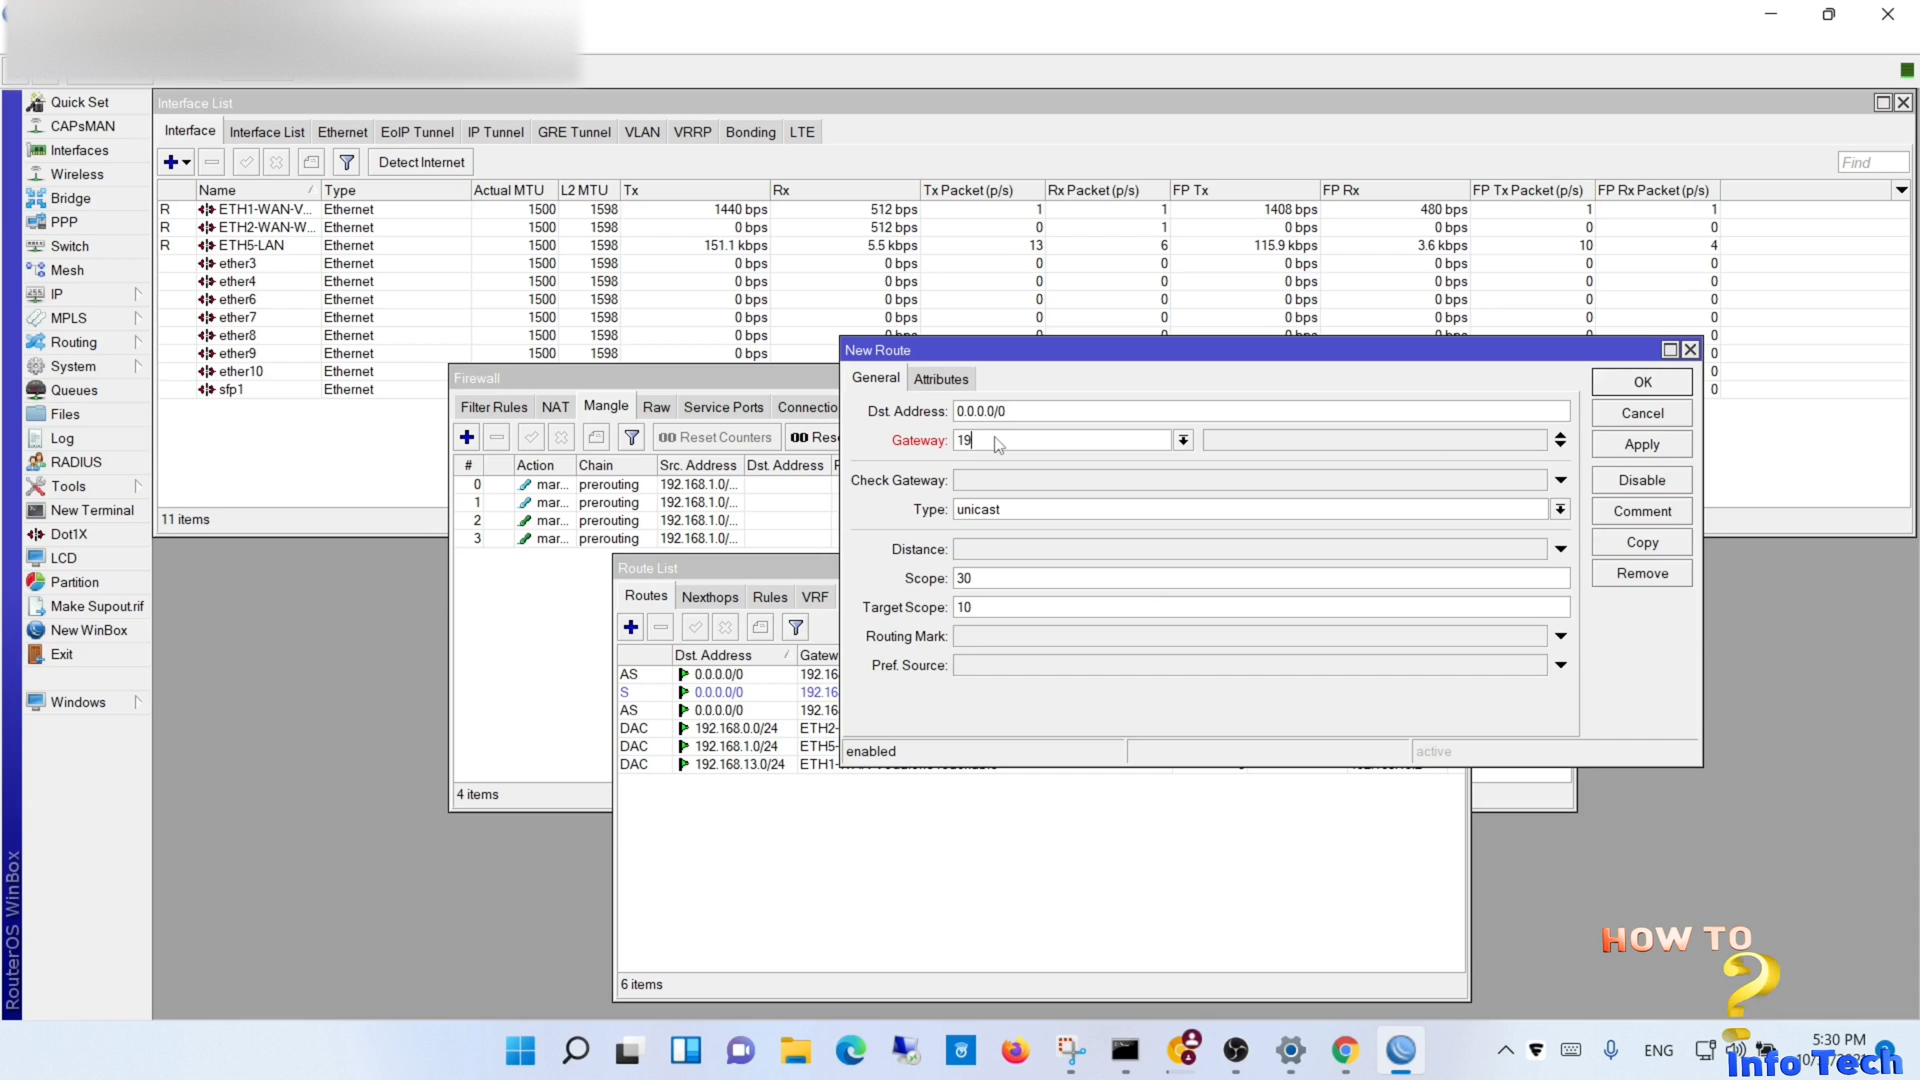 Interface List
Interface Interface List Ethernet EoIP Tunnel IP Tunnel GRE Tunnel VLAN VRRP Bonding LTE
Detect Internet Find
Name Type Actual MTU L2 MTU Tx Rx Tx Packet (p/s) Rx Packet (p/s) FP Tx FP Rx FP Tx Packet (p/s) FP Rx Packet (p/s)
R ETH1-WAN-V... Ethernet 1500 1598 1440 bps 512 bps 1 1 1408 bps 480 bps 1 1
R ETH2-WAN-W... Ethernet 1500 1598 0 bps 512 bps 0 1 0 bps 0 bps 0 0
R ETH5-LAN Ethernet 1500 1598 151.1 kbps 5.5 kbps 13 6 115.9 kbps 3.6 kbps 10 4
ether3 Ethernet 1500 1598 0 bps 0 bps 0 0 0 bps 0 bps 0 0
ether4 Ethernet 1500 1598 0 bps 0 bps 0 0 0 bps 0 bps 0 0
ether6 Ethernet 1500 1598 0 bps 0 bps 0 0 0 bps 0 bps 0 0
ether7 Ethernet 1500 1598 0 bps 0 bps 0 0 0 bps 0 bps 0 0
ether8 Ethernet 1500 1598 0 bps
ether9 Ethernet 1500 1598 0 bps 0
ether10 Ethernet 0
sfp1 Ethernet 0
11 items
Quick Set
CAPsMAN
Interfaces
Wireless
Bridge
PPP
Switch
Mesh
IP
MPLS
Routing
System
Queues
Files
Log
RADIUS
Tools
New Terminal
Dot1X
LCD
Partition
Make Supout.rif
New WinBox
Exit
Windows
RouterOS WinBox
Firewall
Filter Rules NAT Mangle Raw Service Ports Connectio
00 Reset Counters 00 Res
# Action Chain Src. Address Dst. Address
0 mar... prerouting 192.168.1.0/...
1 mar... prerouting 192.168.1.0/...
2 mar... prerouting 192.168.1.0/...
3 mar... prerouting 192.168.1.0/...
4 items
Route List
Routes Nexthops Rules VRF
Dst. Address Gatew
AS 0.0.0.0/0 192.16
S 0.0.0.0/0 192.16
AS 0.0.0.0/0 192.16
DAC 192.168.0.0/24 ETH2-
DAC 192.168.1.0/24 ETH5-
DAC 192.168.13.0/24 ETH1-
6 items
New Route
General Attributes
Dst. Address: 0.0.0.0/0
Gateway: 19
Check Gateway:
Type: unicast
Distance:
Scope: 30
Target Scope: 10
Routing Mark:
Pref. Source:
enabled active
OK
Cancel
Apply
Disable
Comment
Copy
Remove
HOW TO
?
Info Tech
ENG
5:30 PM